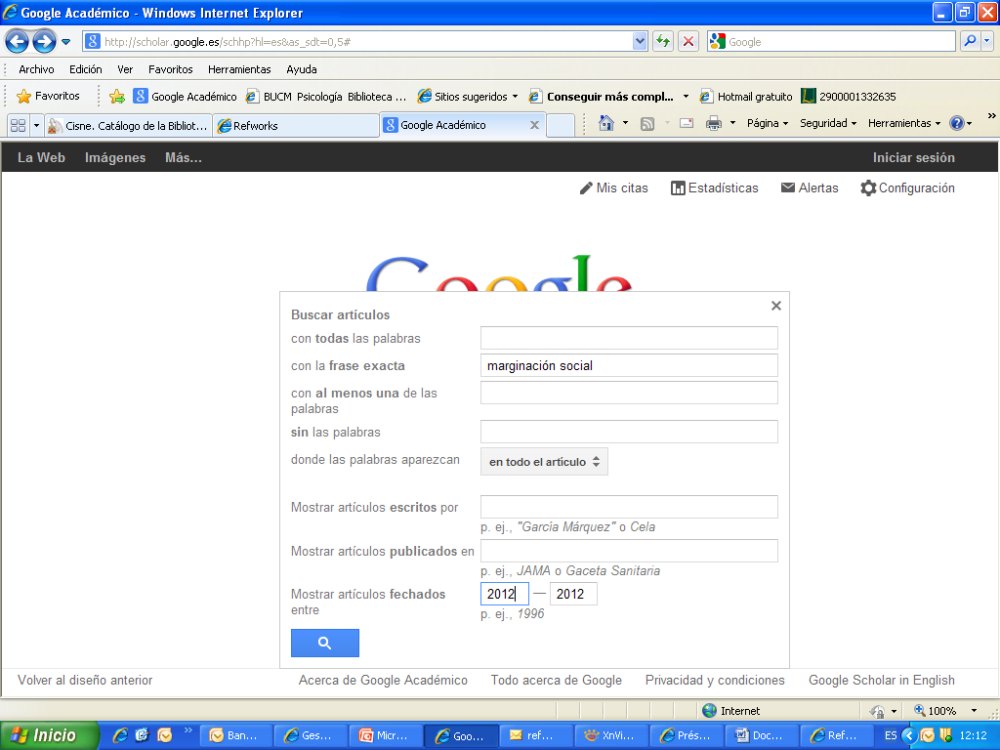 Google Académico - Windows Internet Explorer
http://scholar.google.es/schhp?hl=es&as_sdt=0,5#
Google
Archivo Edición Ver Favoritos Herramientas Ayuda
Favoritos Google Académico BUCM Psicología Biblioteca ... Sitios sugeridos Conseguir más compl... Hotmail gratuito 2900001332635
Cisne. Catálogo de la Bibliot... Refworks Google Académico Página Seguridad Herramientas
La Web Imágenes Más... Iniciar sesión
Mis citas Estadísticas Alertas Configuración
Google
Buscar artículos
con todas las palabras
con la frase exacta marginación social
con al menos una de las
palabras
sin las palabras
donde las palabras aparezcan en todo el artículo
Mostrar artículos escritos por
p. ej., "García Márquez" o Cela
Mostrar artículos publicados en
p. ej., JAMA o Gaceta Sanitaria
Mostrar artículos fechados 2012 — 2012
entre
p. ej., 1996
Volver al diseño anterior Acerca de Google Académico Todo acerca de Google Privacidad y condiciones Google Scholar in English
Internet 100%
Inicio Ban... Ges... Micr... Goo... ref... XnVi... Prés... Doc... Ref... ES 12:12